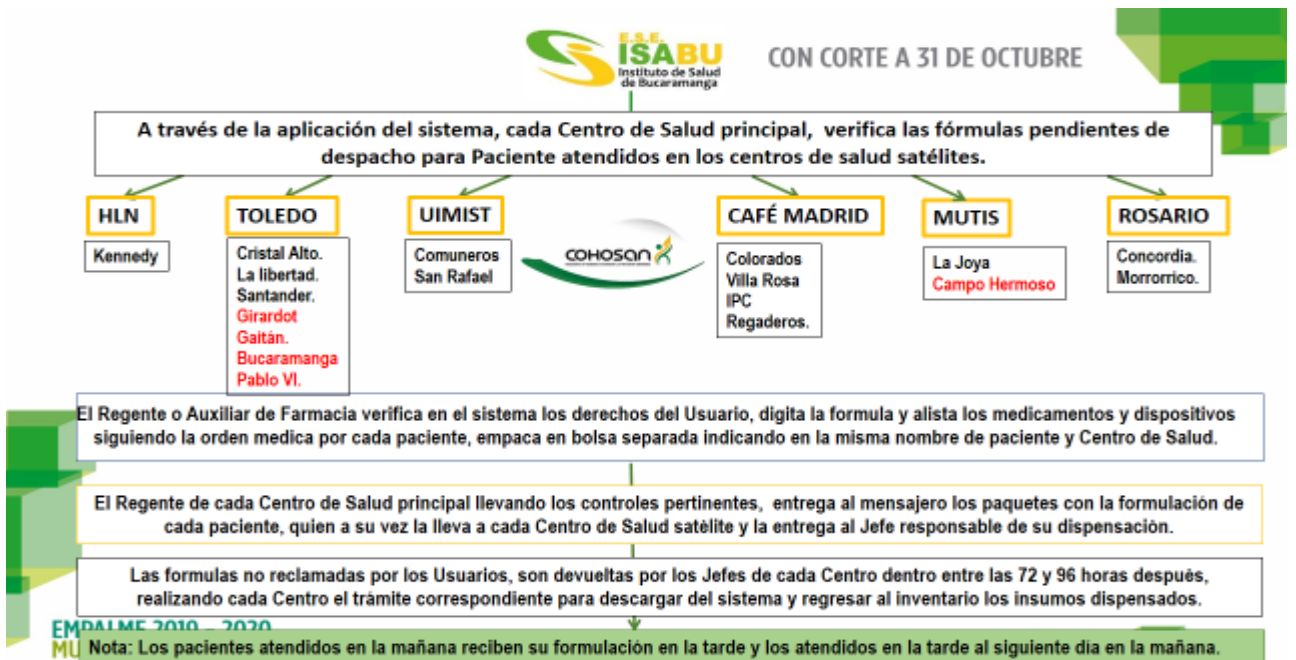 E.S.E.
ISABU
Instituto de Salud
de Bucaramanga
CON CORTE A 31 DE OCTUBRE
A través de la aplicación del sistema, cada Centro de Salud principal, verifica las fórmulas pendientes de
despacho para Paciente atendidos en los centros de salud satélites.
HLN
Kennedy
TOLEDO
Cristal Alto.
La libertad.
Santander.
Girardot
Gaitán.
Bucaramanga
Pablo VI.
UIMIST
Comuneros
San Rafael
COHOSAN
CAFÉ MADRID
Colorados
Villa Rosa
IPC
Regaderos.
MUTIS
La Joya
Campo Hermoso
ROSARIO
Concordia.
Morrorrico.
El Regente o Auxiliar de Farmacia verifica en el sistema los derechos del Usuario, digita la formula y alista los medicamentos y dispositivos
siguiendo la orden medica por cada paciente, empaca en bolsa separada indicando en la misma nombre de paciente y Centro de Salud.
El Regente de cada Centro de Salud principal llevando los controles pertinentes, entrega al mensajero los paquetes con la formulación de
cada paciente, quien a su vez la lleva a cada Centro de Salud satélite y la entrega al Jefe responsable de su dispensación.
Las formulas no reclamadas por los Usuarios, son devueltas por los Jefes de cada Centro dentro entre las 72 y 96 horas después,
realizando cada Centro el trámite correspondiente para descargar del sistema y regresar al inventario los insumos dispensados.
EMPALME 2019 - 2020
MU
Nota: Los pacientes atendidos en la mañana reciben su formulación en la tarde y los atendidos en la tarde al siguiente día en la mañana.